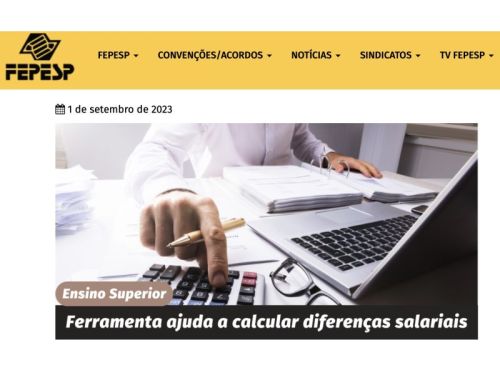 FEPESP
FEPESP CONVENÇÕES/ACORDOS NOTÍCIAS SINDICATOS TV FEPESP
1 de setembro de 2023
Ensino Superior
Ferramenta ajuda a calcular diferenças salariais